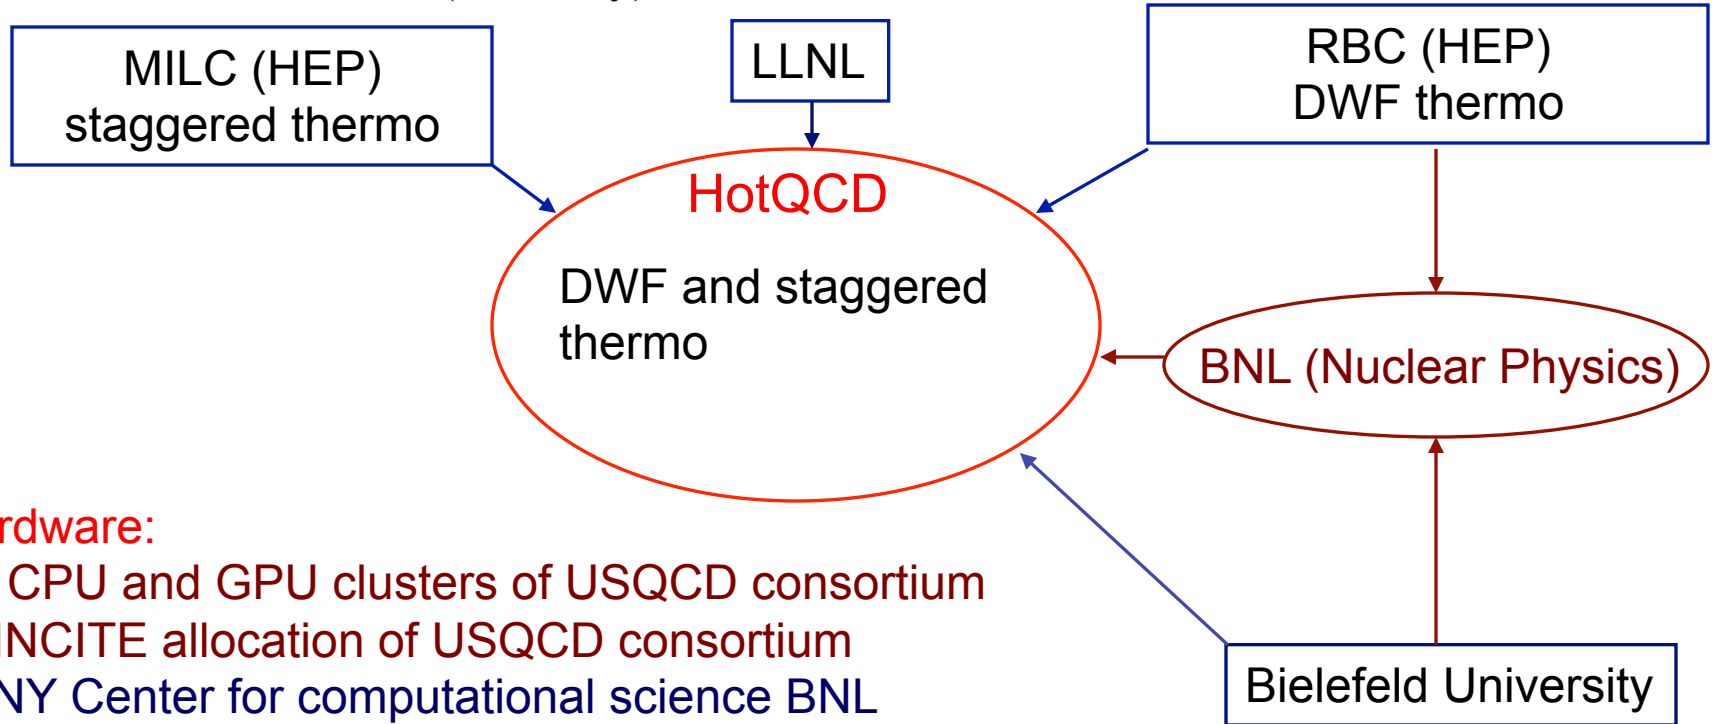 MILC (HEP)
staggered thermo
LLNL
RBC (HEP)
DWF thermo
HotQCD
DWF and staggered
thermo
BNL (Nuclear Physics)
rdware:
CPU and GPU clusters of USQCD consortium
INCITE allocation of USQCD consortium
NY Center for computational science BNL
Bielefeld University